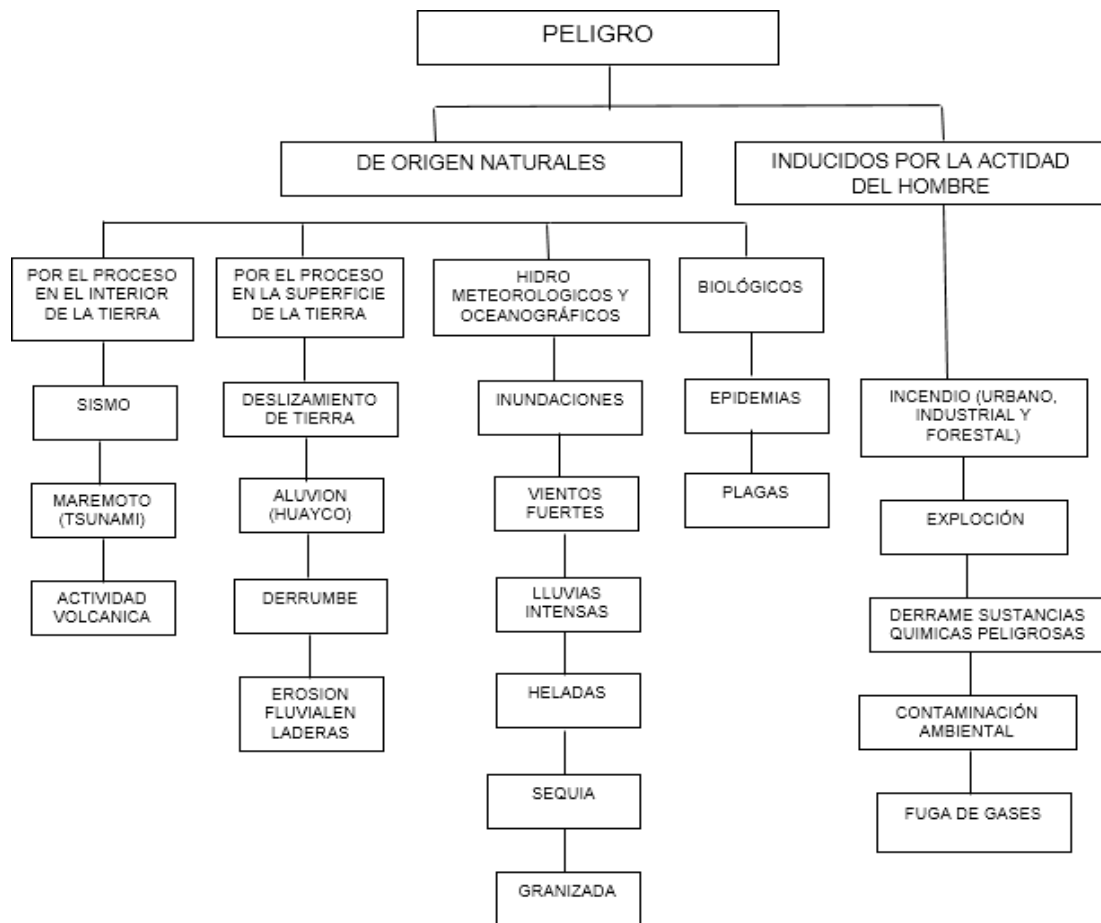 PELIGRO
DE ORIGEN NATURALES
INDUCIDOS POR LA ACTIDAD
DEL HOMBRE
POR EL PROCESO
EN EL INTERIOR
DE LA TIERRA
POR EL PROCESO
EN LA SUPERFICIE
DE LA TIERRA
HIDRO
METEOROLOGICOS Y
OCEANOGRÁFICOS
BIOLÓGICOS
SISMO
DESLIZAMIENTO
DE TIERRA
INUNDACIONES
EPIDEMIAS
INCENDIO (URBANO,
INDUSTRIAL Y
FORESTAL)
MAREMOTO
(TSUNAMI)
ALUVION
(HUAYCO)
VIENTOS
FUERTES
PLAGAS
EXPLOCIÓN
ACTIVIDAD
VOLCANICA
DERRUMBE
LLUVIAS
INTENSAS
DERRAME SUSTANCIAS
QUIMICAS PELIGROSAS
EROSION
FLUVIALEN
LADERAS
HELADAS
CONTAMINACIÓN
AMBIENTAL
SEQUIA
FUGA DE GASES
GRANIZADA